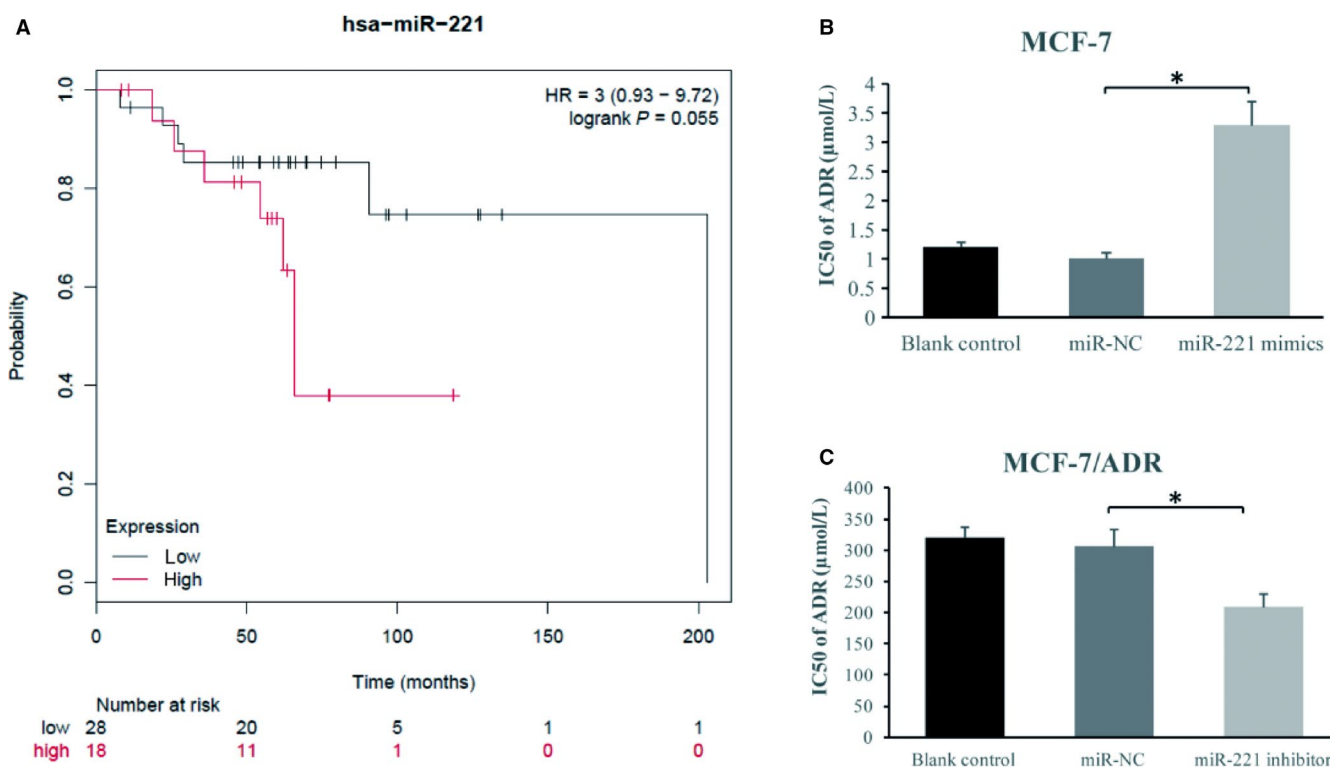 A
hsa−miR−221
HR = 3 (0.93 − 9.72)
logrank P = 0.055
Probability
1.0
0.8
0.6
0.4
0.2
0.0
Expression
Low
High
0 50 100 150 200
Time (months)
Number at risk
low 28 20 5 1 1
high 18 11 1 0 0
B
MCF-7
IC50 of ADR (µmol/L)
4
3.5
3
2.5
2
1.5
1
0.5
0
*
Blank control miR-NC miR-221 mimics
C
MCF-7/ADR
IC50 of ADR (µmol/L)
400
350
300
250
200
150
100
50
0
*
Blank control miR-NC miR-221 inhibitor